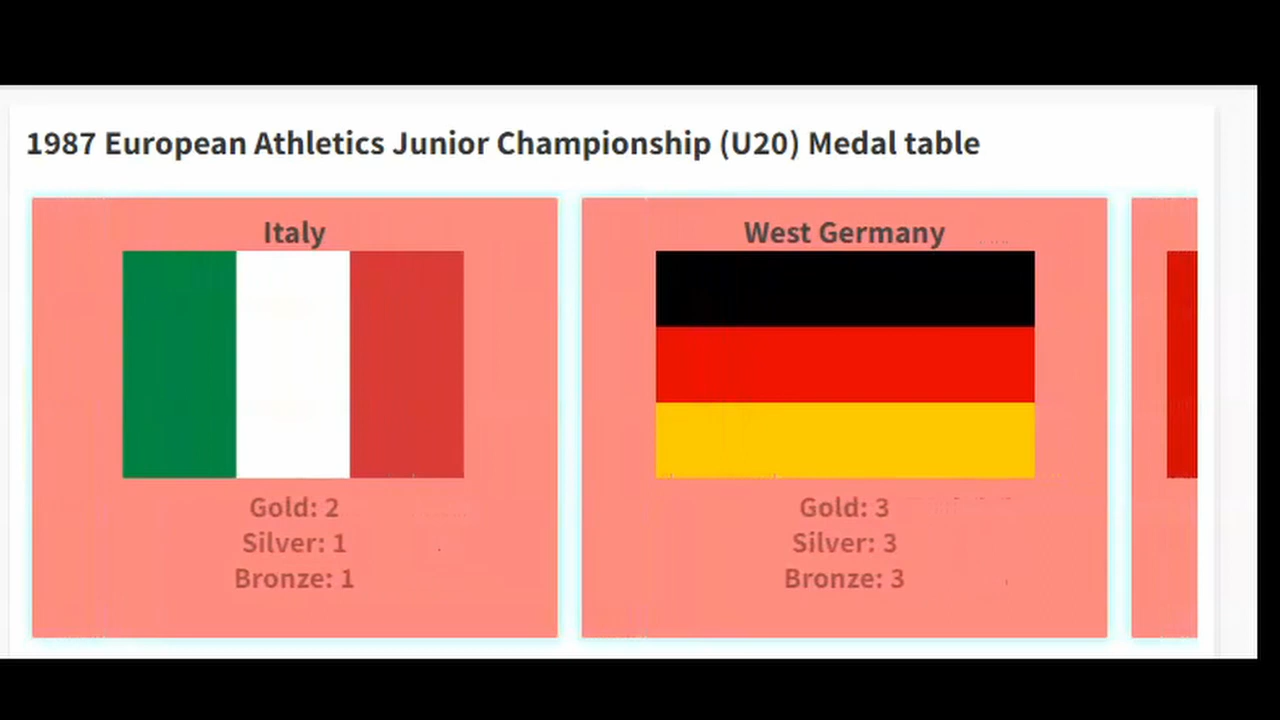 1987 European Athletics Junior Championship (U20) Medal table
Italy
Gold: 2
Silver: 1
Bronze: 1
West Germany
Gold: 3
Silver: 3
Bronze: 3